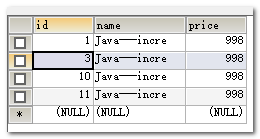 id name price
1 Java——incre 998
3 Java——incre 998
10 Java——incre 998
11 Java——incre 998
* (NULL) (NULL) (NULL)